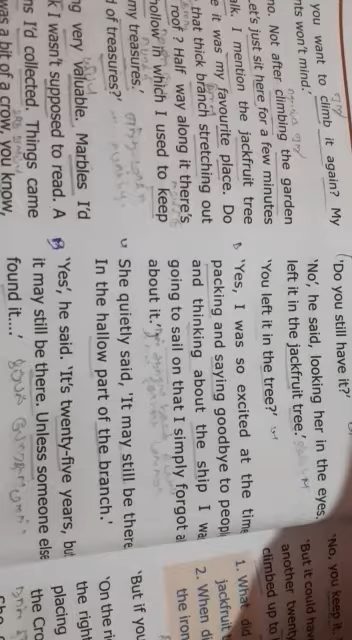 you want to climb it again? My
nts won't mind.'
no. Not after climbing the garden
et's just sit here for a few minutes
alk. I mention the jackfruit tree
e it was my favourite place. Do
that thick branch stretching out
roof? Half way along it there's
hollow in which I used to keep
my treasures.'
d of treasures?'
ng very valuable. Marbles I'd
k I wasn't supposed to read. A
ns I'd collected. Things came
was a bit of a crow, you know,
'Do you still have it?'
'No', he said, looking her in the eyes.
left it in the jackfruit tree.'
'You left it in the tree?'
'Yes, I was so excited at the time
packing and saying goodbye to peopl
and thinking about the ship I wa
going to sail on that I simply forgot a
about it.'
She quietly said, 'It may still be there
In the hallow part of the branch.'
'Yes', he said. 'It's twenty-five years, bu
it may still be there. Unless someone else
found it....'
'No, you keep it.
'But it could ha
another twent
climbed up to
1. What did
jackfruit
2. When di
the iron
'But if you
'On the ri
the right
placing
the Cro